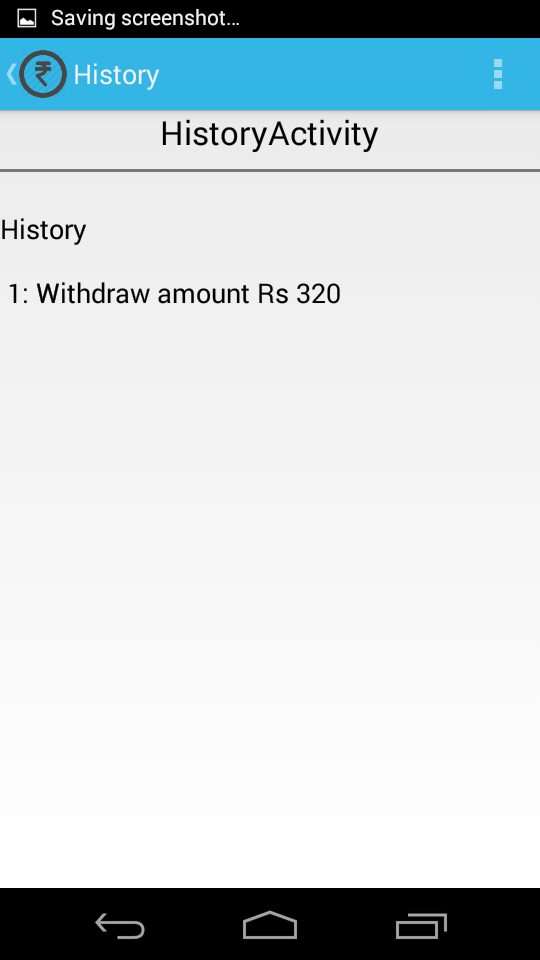 Saving screenshot...
History
HistoryActivity
History
1: Withdraw amount Rs 320